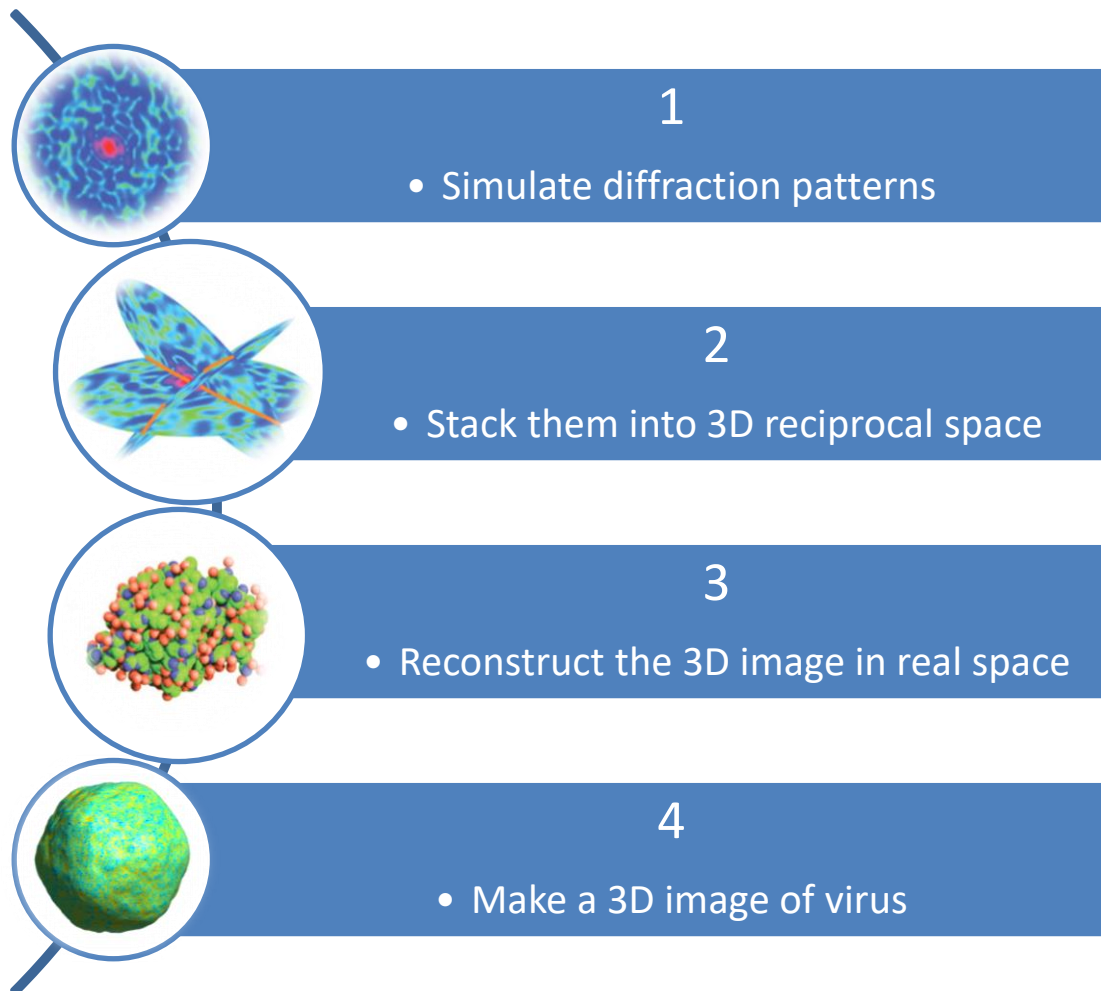 1
• Simulate diffraction patterns
2
• Stack them into 3D reciprocal space
3
• Reconstruct the 3D image in real space
4
• Make a 3D image of virus